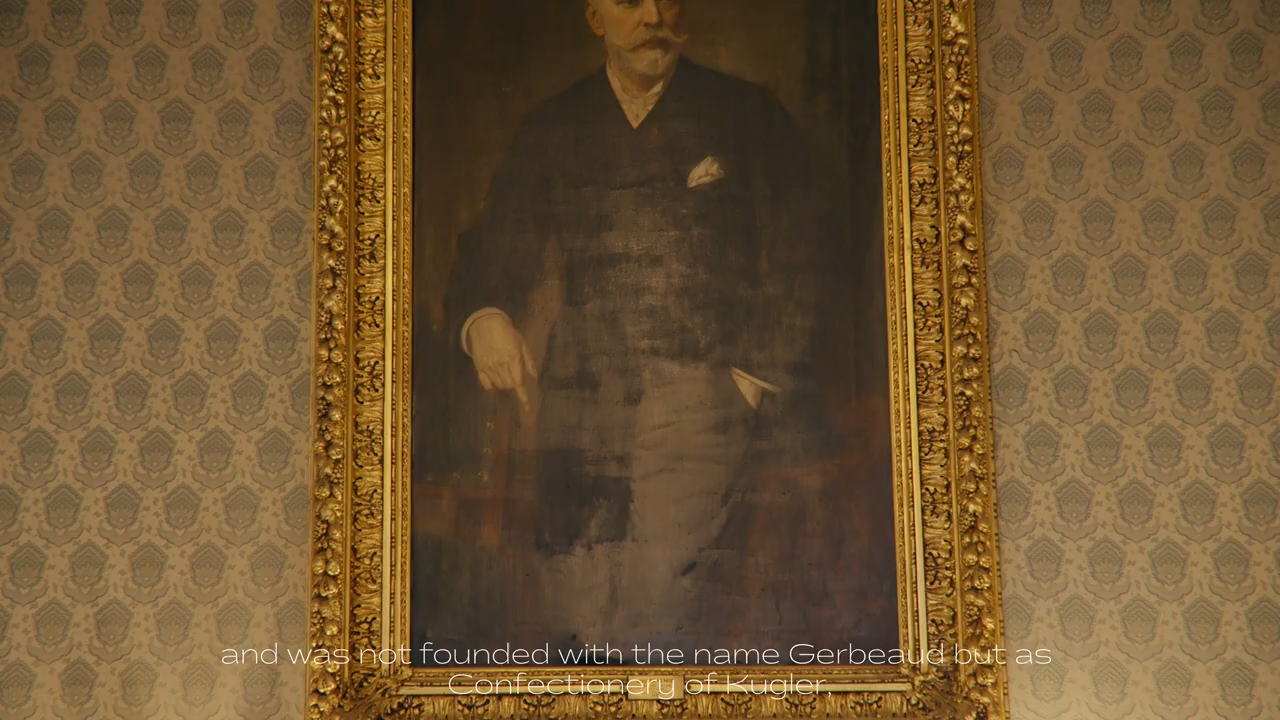 and was not founded with the name Gerbeaud but as
Confectionery of Kugler,